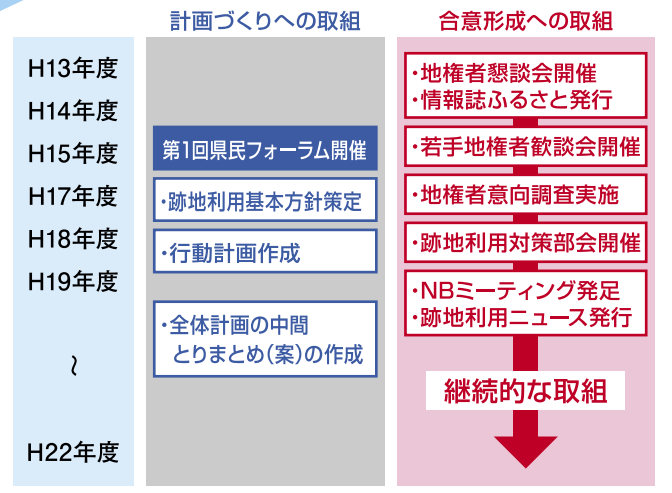 計画づくりへの取組
合意形成への取組
H13年度
H14年度
H15年度
H17年度
H18年度
H19年度
〜
H22年度
第1回県民フォーラム開催
・跡地利用基本方針策定
・行動計画作成
・全体計画の中間
とりまとめ(案)の作成
・地権者懇談会開催
・情報誌ふるさと発行
・若手地権者歓談会開催
・地権者意向調査実施
・跡地利用対策部会開催
・NBミーティング発足
・跡地利用ニュース発行
継続的な取組